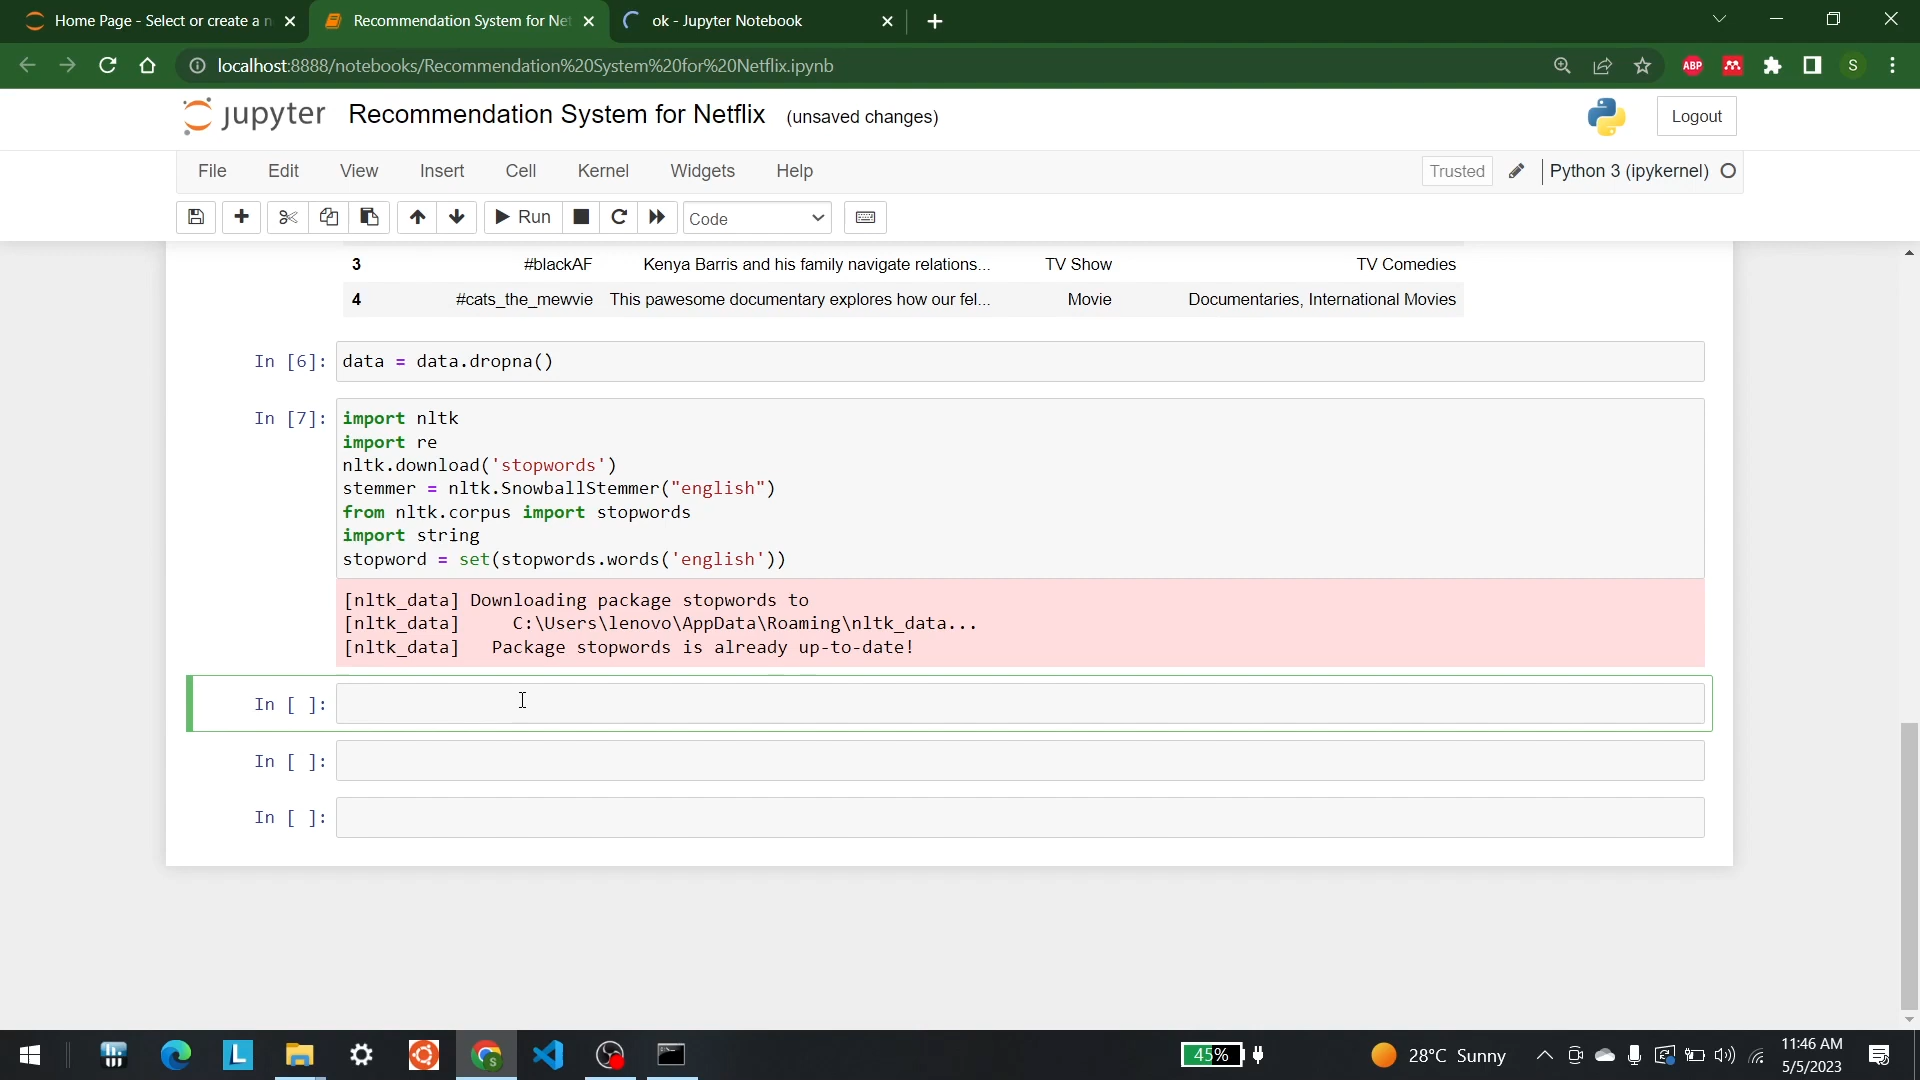 Home Page - Select or create a n
Recommendation System for Net
ok - Jupyter Notebook
localhost:8888/notebooks/Recommendation%20System%20for%20Netflix.ipynb
ABP
S
jupyter Recommendation System for Netflix (unsaved changes)
Logout
File Edit View Insert Cell Kernel Widgets Help
Trusted
Python 3 (ipykernel)
Run
Code
3 #blackAF Kenya Barris and his family navigate relations... TV Show TV Comedies
4 #cats_the_mewvie This pawesome documentary explores how our fel... Movie Documentaries, International Movies
In [6]: data = data.dropna()
In [7]: import nltk
import re
nltk.download('stopwords')
stemmer = nltk.SnowballStemmer("english")
from nltk.corpus import stopwords
import string
stopword = set(stopwords.words('english'))
[nltk_data] Downloading package stopwords to
[nltk_data]     C:\Users\lenovo\AppData\Roaming\nltk_data...
[nltk_data]   Package stopwords is already up-to-date!
In [ ]:
In [ ]:
In [ ]:
L
S
45%
28°C Sunny
11:46 AM
5/5/2023